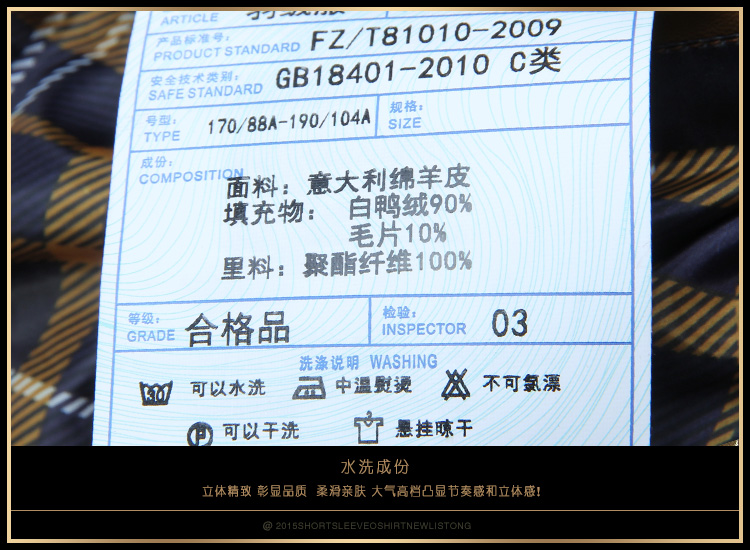 ARTICLE
产品标准号:
PRODUCT STANDARD FZ/T81010-2009
安全技术类别:
SAFE STANDARD GB18401-2010 C类
号型:
TYPE 170/88A-190/104A
规格:
SIZE
成份:
COMPOSITION
面料: 意大利绵羊皮
填充物: 白鸭绒90%
毛片10%
里料: 聚酯纤维100%
等级:
GRADE 合格品
检验:
INSPECTOR 03
洗涤说明 WASHING
30 可以水洗 中温熨烫 不可氯漂
P 可以干洗 悬挂晾干
水洗成份
立体精致 彰显品质 柔滑亲肤 大气高档凸显节奏感和立体感!
@ 2015SHORTSLEEVEOSHIRTNEWLISTONG